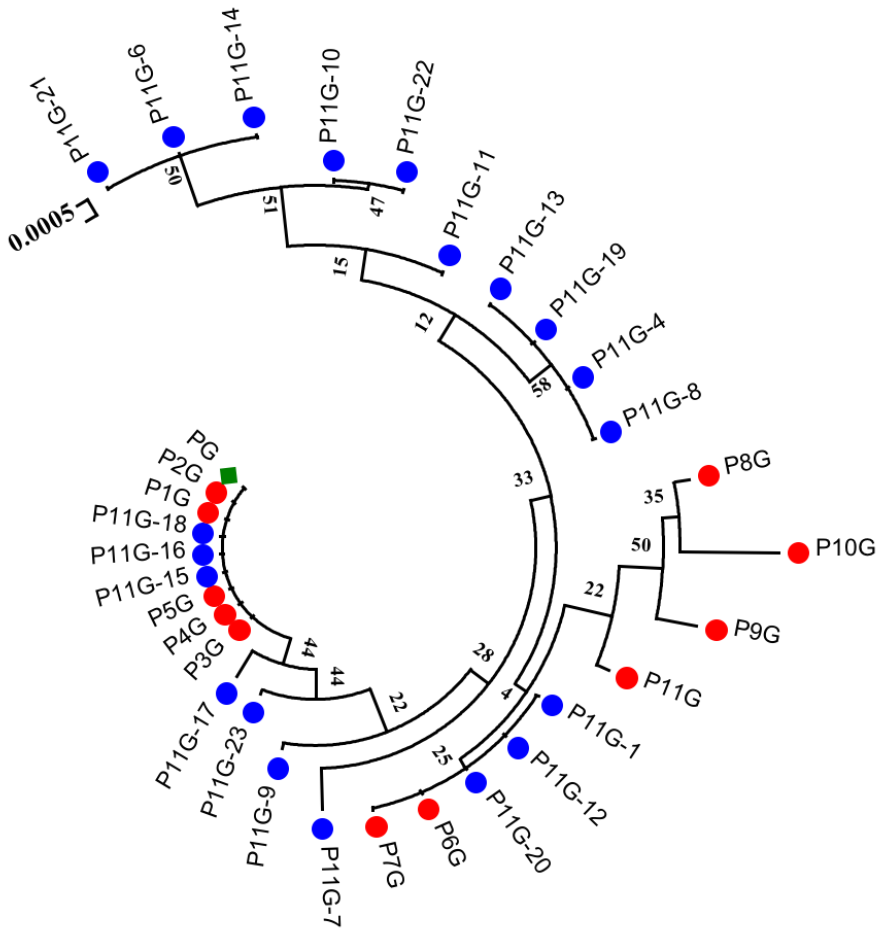 P11G-21
P11G-6
P11G-14
P11G-10
P11G-22
P11G-11
P11G-13
P11G-19
P11G-4
P11G-8
P8G
P10G
P9G
P11G
P11G-1
P11G-12
P11G-20
P6G
P7G
P11G-7
P11G-9
P11G-23
P11G-17
P3G
P4G
P5G
P11G-15
P11G-16
P11G-18
P1G
P2G
PG
0.0005
50
51
47
15
12
58
33
35
50
22
4
25
28
22
44
44